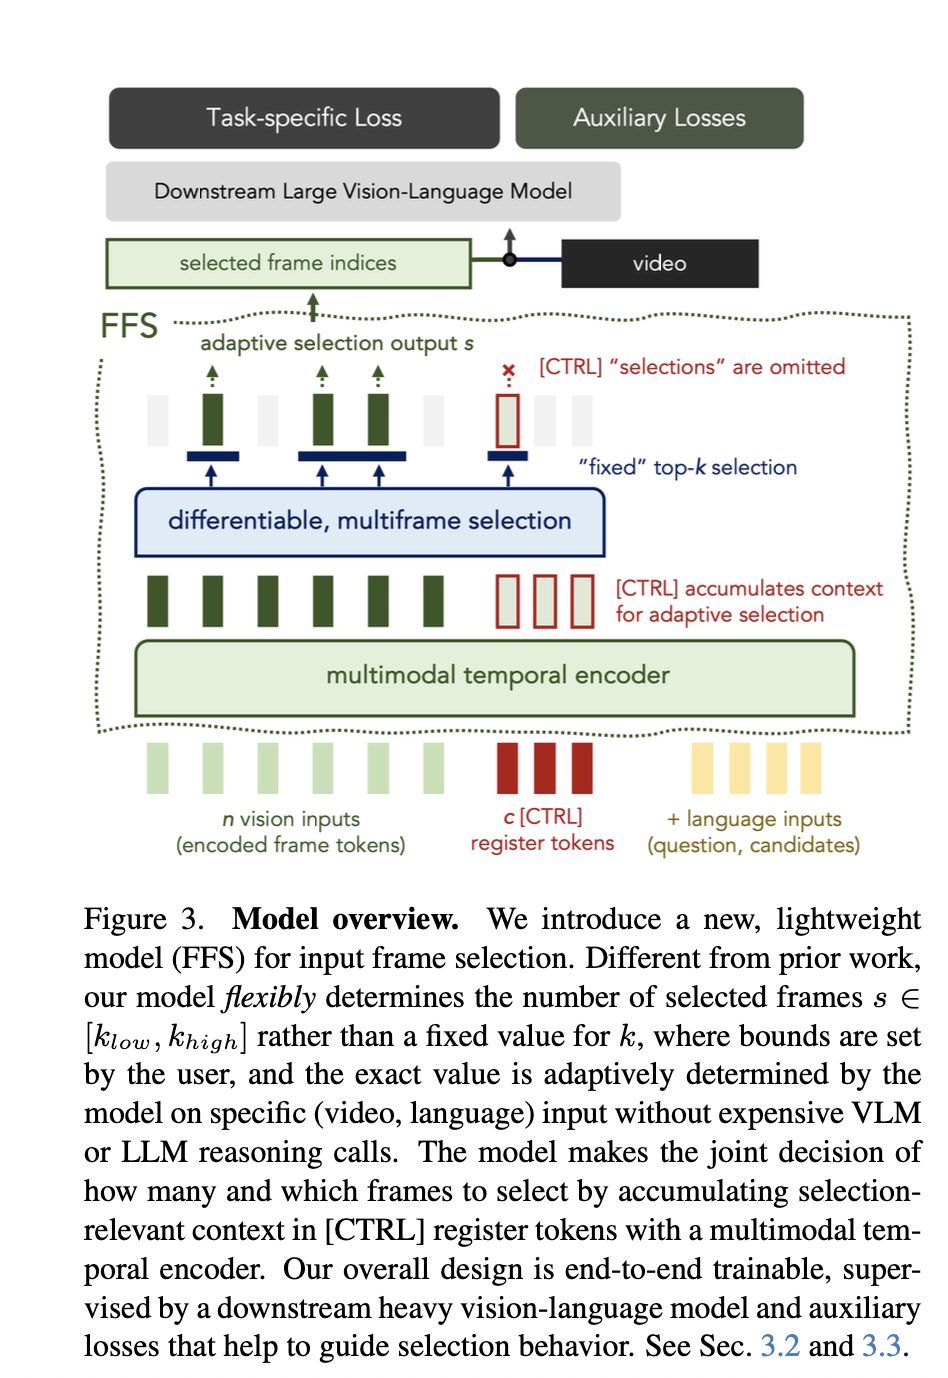 Task-specific Loss
Auxiliary Losses
Downstream Large Vision-Language Model
selected frame indices
video
FFS
adaptive selection output s
[CTRL] “selections” are omitted
“fixed” top-k selection
differentiable, multiframe selection
[CTRL] accumulates context
for adaptive selection
multimodal temporal encoder
n vision inputs
(encoded frame tokens)
c [CTRL]
register tokens
+ language inputs
(question, candidates)
Figure 3. Model overview. We introduce a new, lightweight
model (FFS) for input frame selection. Different from prior work,
our model flexibly determines the number of selected frames s ∈
[k_low, k_high] rather than a fixed value for k, where bounds are set
by the user, and the exact value is adaptively determined by the
model on specific (video, language) input without expensive VLM
or LLM reasoning calls. The model makes the joint decision of
how many and which frames to select by accumulating selection-
relevant context in [CTRL] register tokens with a multimodal tem-
poral encoder. Our overall design is end-to-end trainable, super-
vised by a downstream heavy vision-language model and auxiliary
losses that help to guide selection behavior. See Sec. 3.2 and 3.3.